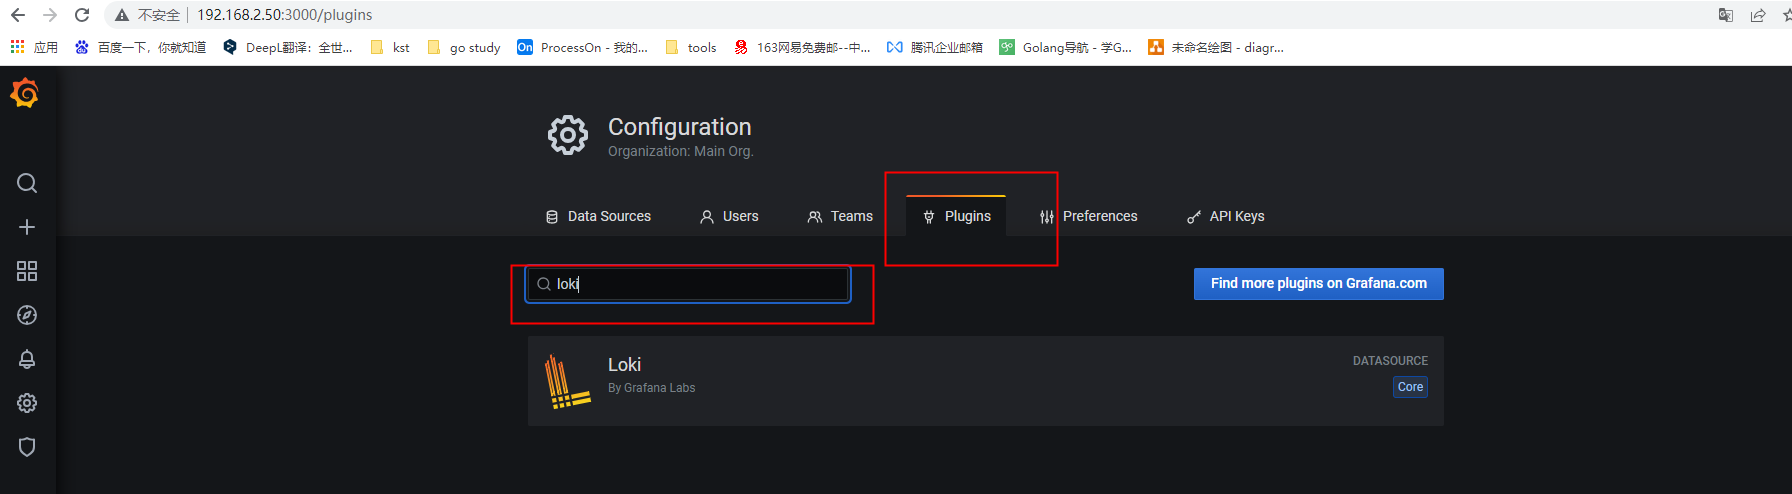 不安全 192.168.2.50:3000/plugins
应用 百度一下，你就知道 DeepL翻译：全世... kst go study On ProcessOn - 我的... tools 163网易免费邮--中... 腾讯企业邮箱 go Golang导航 - 学G... 未命名绘图 - diagr...
Configuration
Organization: Main Org.
Data Sources Users Teams Plugins Preferences API Keys
loki Find more plugins on Grafana.com
Loki DATASOURCE
By Grafana Labs Core